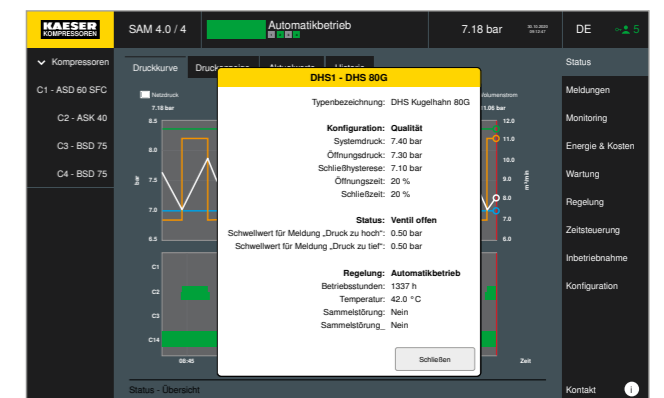 KAESER
KOMPRESSOREN
SAM 4.0 / 4
Automatikbetrieb
7.18 bar
DE
5
Kompressoren
C1 - ASD 60 SFC
C2 - ASK 40
C3 - BSD 75
C4 - BSD 75
Druckkurve
Netzdruck
7.18 bar
8.5
8.0
7.5
7.0
6.5
bar
C1
C2
C3
C14
08:45
DHS1 - DHS 80G
Typenbezeichnung: DHS Kugelhahn 80G
Konfiguration: Qualität
Systemdruck: 7.40 bar
Öffnungsdruck: 7.30 bar
Schließhysterese: 7.10 bar
Öffnungszeit: 20 %
Schließzeit: 20 %
Status: Ventil offen
Schwellwert für Meldung „Druck zu hoch“: 0.50 bar
Schwellwert für Meldung „Druck zu tief“: 0.50 bar
Regelung: Automatikbetrieb
Betriebsstunden: 1337 h
Temperatur: 42.0 °C
Sammelstörung: Nein
Sammelstörung_ Nein
Schließen
12.0
11.0
10.0
9.0
8.0
7.0
6.0
m³/min
Zeit
Status
Meldungen
Monitoring
Energie & Kosten
Wartung
Regelung
Zeitsteuerung
Inbetriebnahme
Konfiguration
Status - Übersicht
Kontakt
i